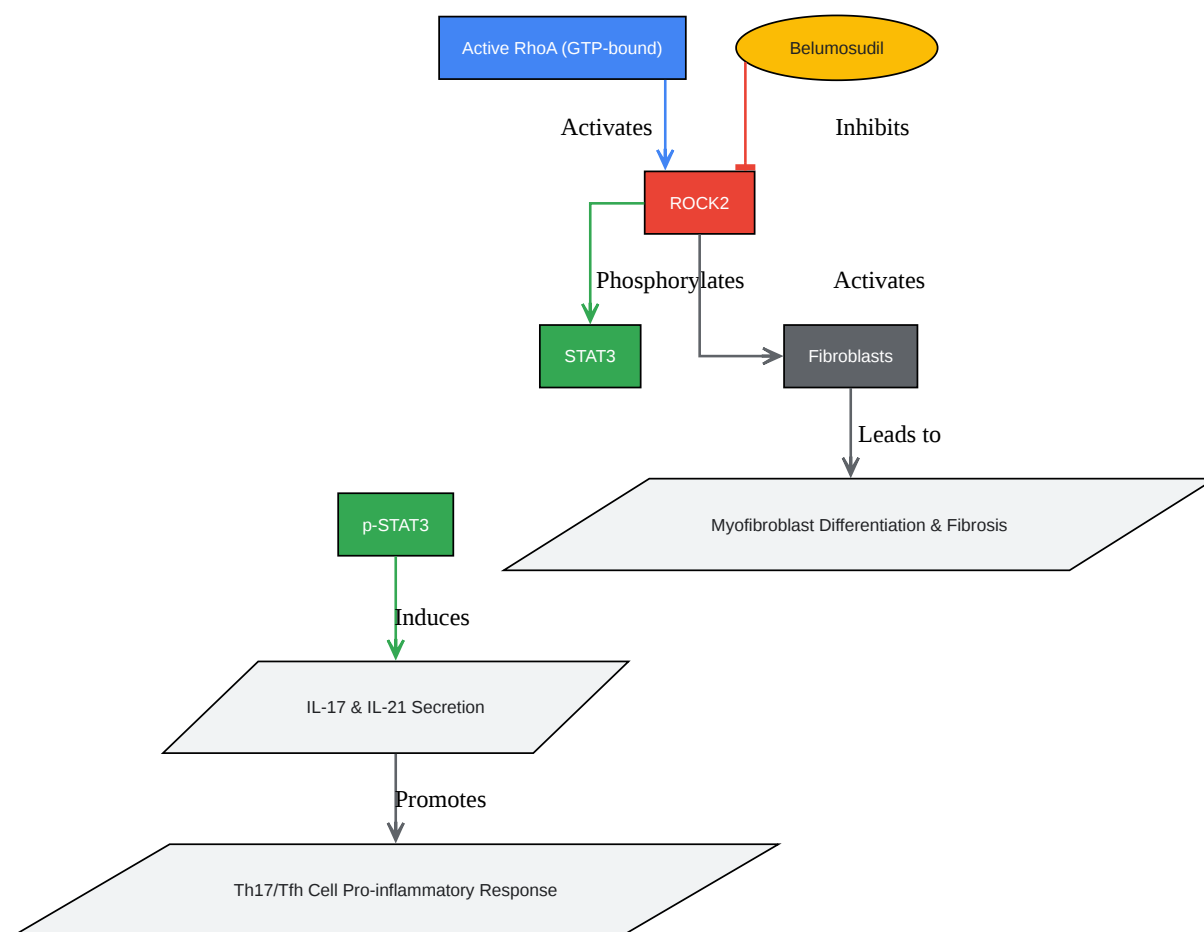 Active RhoA (GTP-bound)
Belumosudil
Activates
Inhibits
ROCK2
Phosphorylates
Activates
STAT3
Fibroblasts
Leads to
p-STAT3
Myofibroblast Differentiation & Fibrosis
Induces
IL-17 & IL-21 Secretion
Promotes
Th17/Tfh Cell Pro-inflammatory Response